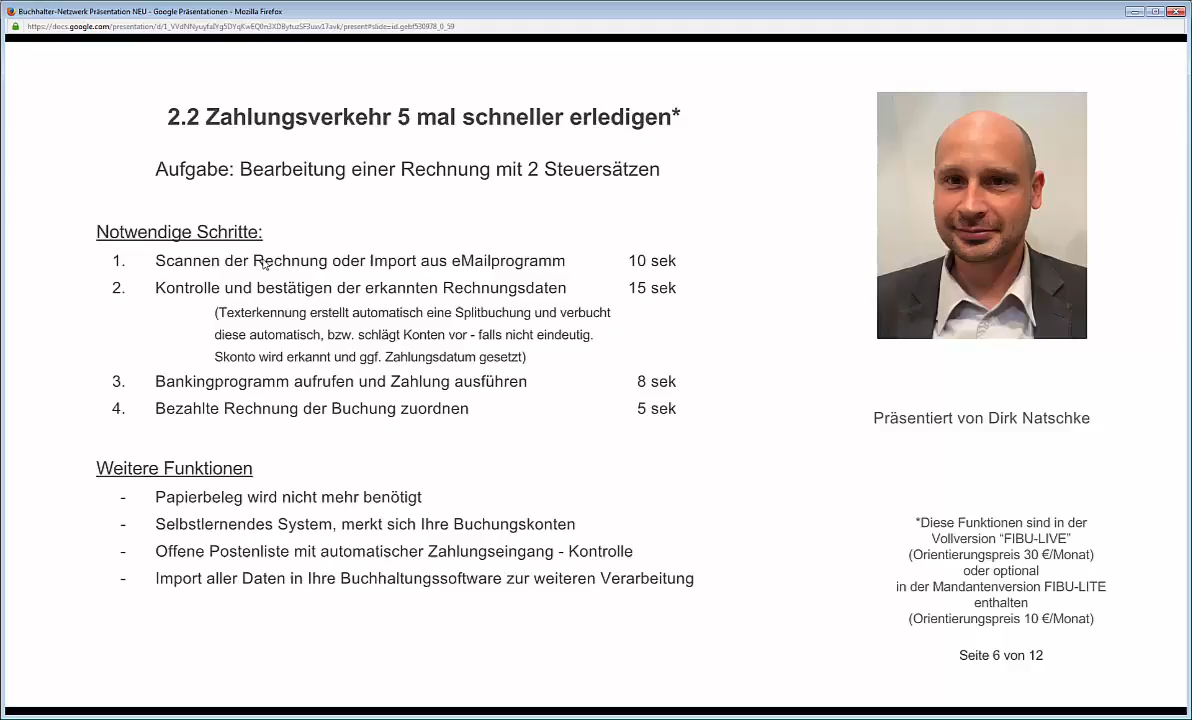 Buchhalter-Netzwerk Präsentation NEU - Google Präsentationen - Mozilla Firefox
2.2 Zahlungsverkehr 5 mal schneller erledigen*
Aufgabe: Bearbeitung einer Rechnung mit 2 Steuersätzen
Notwendige Schritte:
1. Scannen der Rechnung oder Import aus eMailprogramm 10 sek
2. Kontrolle und bestätigen der erkannten Rechnungsdaten 15 sek
(Texterkennung erstellt automatisch eine Splitbuchung und verbucht
diese automatisch, bzw. schlägt Konten vor - falls nicht eindeutig.
Skonto wird erkannt und ggf. Zahlungsdatum gesetzt)
3. Bankingprogramm aufrufen und Zahlung ausführen 8 sek
4. Bezahlte Rechnung der Buchung zuordnen 5 sek
Weitere Funktionen
- Papierbeleg wird nicht mehr benötigt
- Selbstlernendes System, merkt sich Ihre Buchungskonten
- Offene Postenliste mit automatischer Zahlungseingang - Kontrolle
- Import aller Daten in Ihre Buchhaltungssoftware zur weiteren Verarbeitung
Präsentiert von Dirk Natschke
*Diese Funktionen sind in der
Vollversion “FIBU-LIVE”
(Orientierungspreis 30 €/Monat)
oder optional
in der Mandantenversion FIBU-LITE
enthalten
(Orientierungspreis 10 €/Monat)
Seite 6 von 12